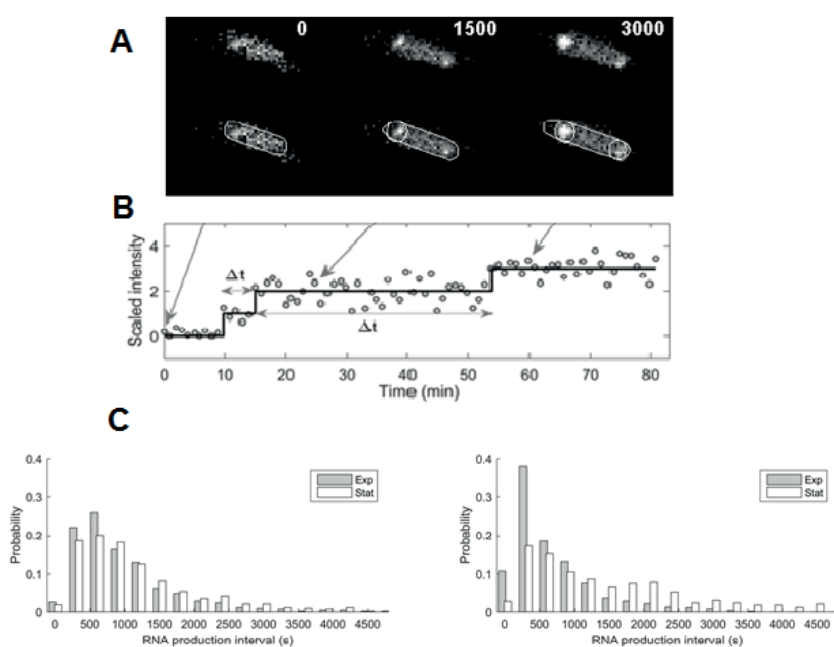 A
0 1500 3000
B
Scaled intensity
4
2
0
Δt
Δt
0 10 20 30 40 50 60 70 80
Time (min)
C
Probability
0.4
0.3
0.2
0.1
0
Exp
Stat
0 500 1000 1500 2000 2500 3000 3500 4000 4500
RNA production interval (s)
Probability
0.4
0.3
0.2
0.1
0
Exp
Stat
0 500 1000 1500 2000 2500 3000 3500 4000 4500
RNA production interval (s)